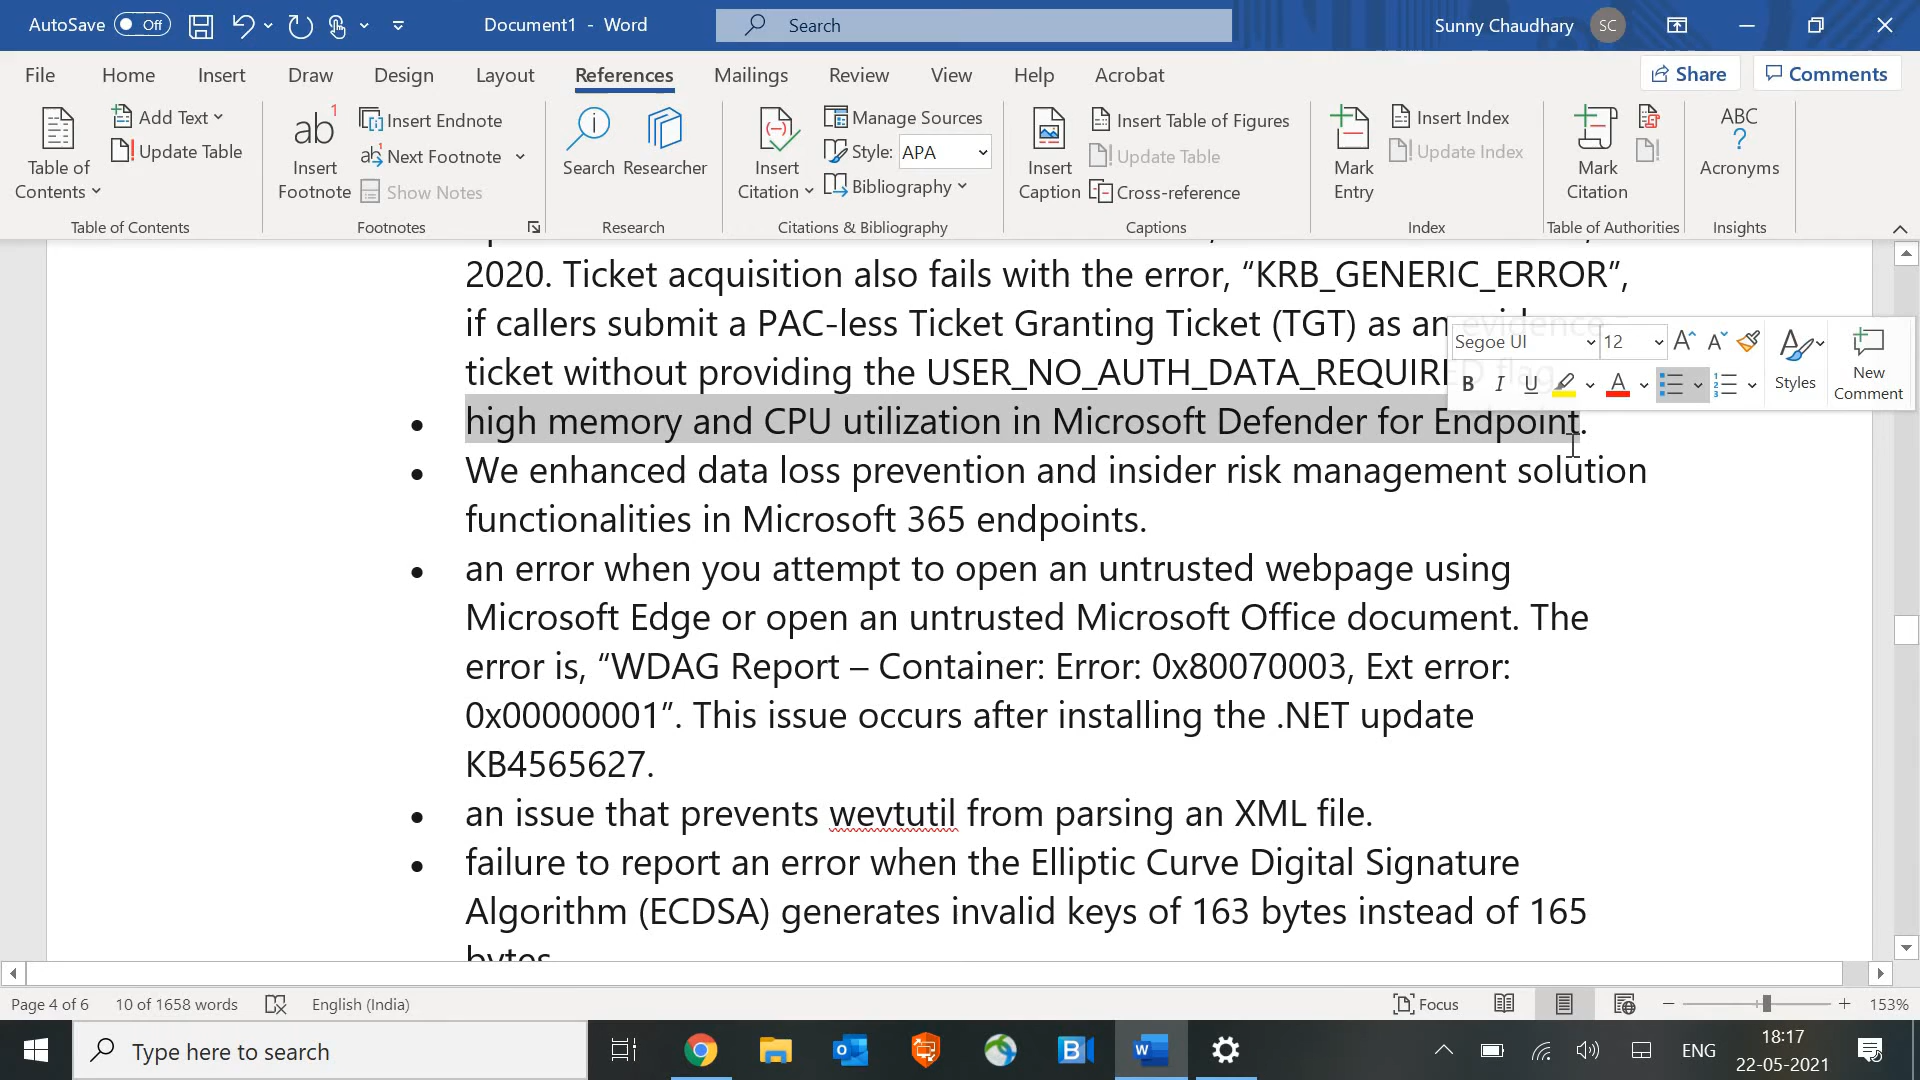 AutoSave Off Document1 - Word Search Sunny Chaudhary SC
File Home Insert Draw Design Layout References Mailings Review View Help Acrobat Share Comments
Table of Contents
Add Text
Update Table
Table of Contents
ab 1
Insert Footnote
Insert Endnote
Next Footnote
Show Notes
Footnotes
Search
Researcher
Research
Insert Citation
Manage Sources
Style: APA
Bibliography
Citations & Bibliography
Insert Caption
Insert Table of Figures
Update Table
Cross-reference
Captions
Mark Entry
Insert Index
Update Index
Index
Mark Citation
Table of Authorities
ABC
?
Acronyms
Insights
2020. Ticket acquisition also fails with the error, “KRB_GENERIC_ERROR”,
if callers submit a PAC-less Ticket Granting Ticket (TGT) as an evidence
ticket without providing the USER_NO_AUTH_DATA_REQUIRED flag.
• high memory and CPU utilization in Microsoft Defender for Endpoint.
• We enhanced data loss prevention and insider risk management solution
functionalities in Microsoft 365 endpoints.
• an error when you attempt to open an untrusted webpage using
Microsoft Edge or open an untrusted Microsoft Office document. The
error is, “WDAG Report – Container: Error: 0x80070003, Ext error:
0x00000001”. This issue occurs after installing the .NET update
KB4565627.
• an issue that prevents wevtutil from parsing an XML file.
• failure to report an error when the Elliptic Curve Digital Signature
Algorithm (ECDSA) generates invalid keys of 163 bytes instead of 165
bytes.
Segoe UI 12 A A
B I U A
Styles
New Comment
Page 4 of 6 10 of 1658 words English (India) Focus 153%
Type here to search
ENG
18:17
22-05-2021